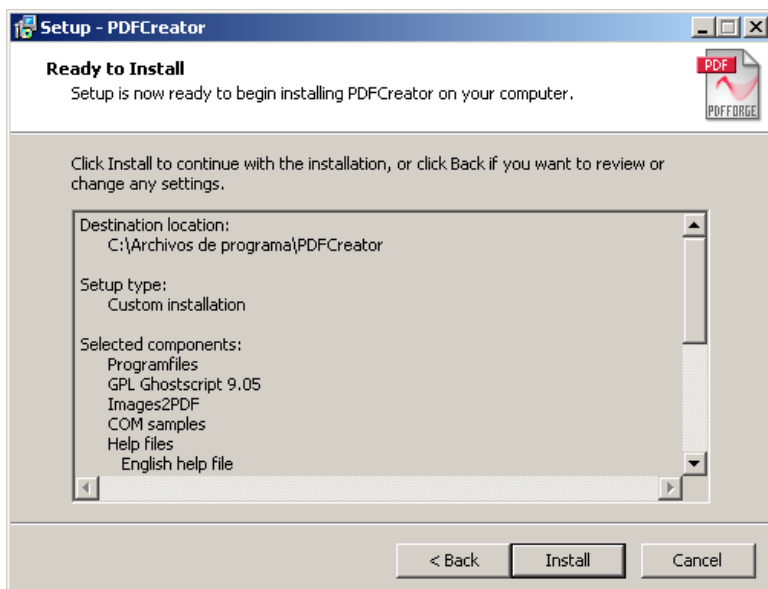 Setup - PDFCreator
Ready to Install
Setup is now ready to begin installing PDFCreator on your computer.
PDF
PDFFORGE
Click Install to continue with the installation, or click Back if you want to review or
change any settings.
Destination location:
C:\Archivos de programa\PDFCreator
Setup type:
Custom installation
Selected components:
Programfiles
GPL Ghostscript 9.05
Images2PDF
COM samples
Help files
English help file
< Back
Install
Cancel